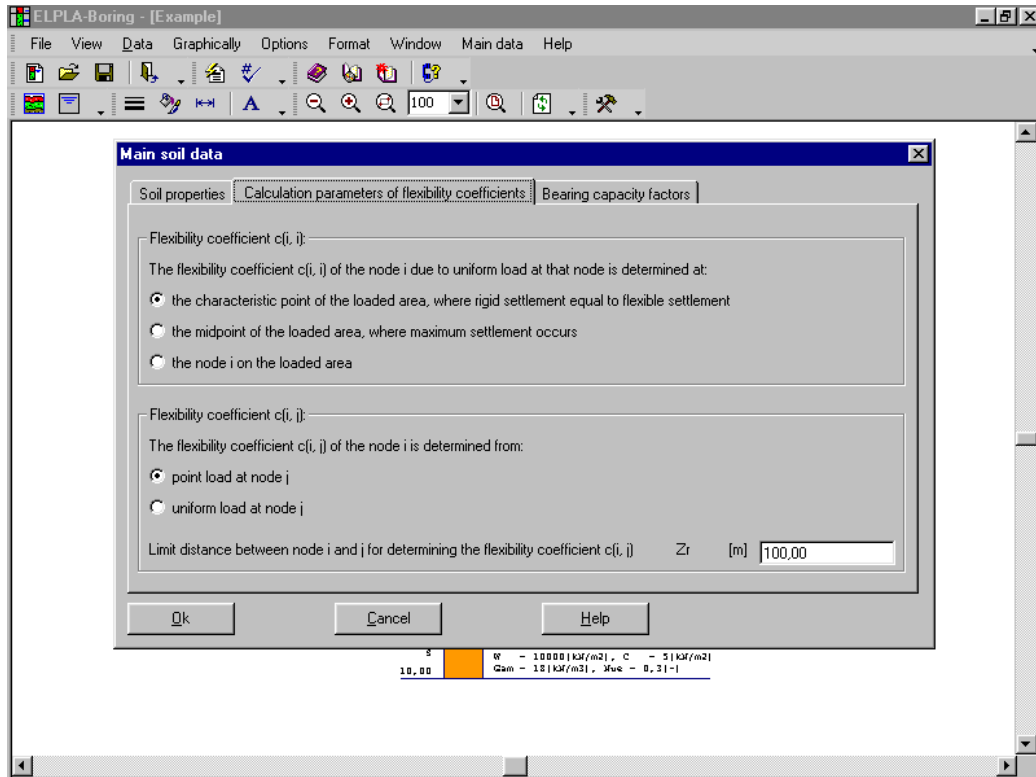 ELPLA-Boring - [Example]
File View Data Graphically Options Format Window Main data Help
A 100
Main soil data
Soil properties Calculation parameters of flexibility coefficients Bearing capacity factors
Flexibility coefficient c(i, i):
The flexibility coefficient c(i, i) of the node i due to uniform load at that node is determined at:
the characteristic point of the loaded area, where rigid settlement equal to flexible settlement
the midpoint of the loaded area, where maximum settlement occurs
the node i on the loaded area
Flexibility coefficient c(i, j):
The flexibility coefficient c(i, j) of the node i is determined from:
point load at node j
uniform load at node j
Limit distance between node i and j for determining the flexibility coefficient c(i, j) Zr [m] 100,00
Ok Cancel Help
W = 10000[kN/m2], C = 5[kN/m2]
10,00 Gam = 18[kN/m3], Nue = 0,3[-]